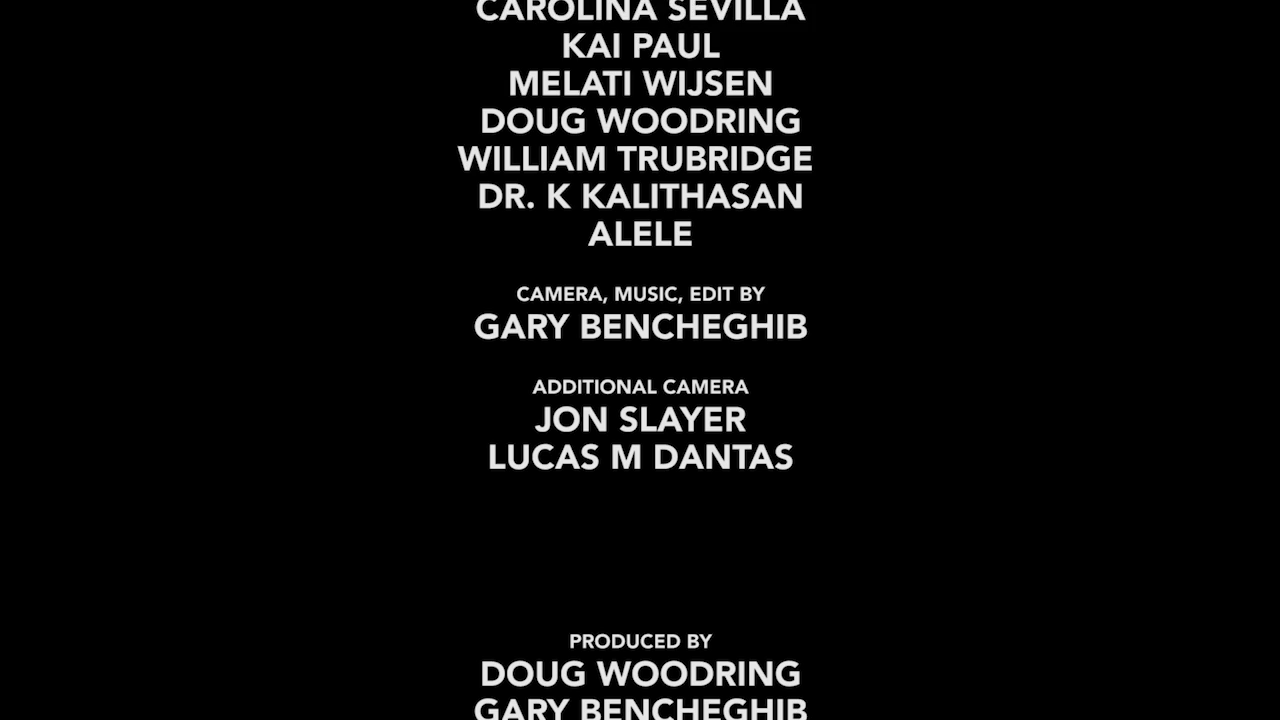 CAROLINA SEVILLA
KAI PAUL
MELATI WIJSEN
DOUG WOODRING
WILLIAM TRUBRIDGE
DR. K KALITHASAN
ALELE
CAMERA, MUSIC, EDIT BY
GARY BENCHEGHIB
ADDITIONAL CAMERA
JON SLAYER
LUCAS M DANTAS
PRODUCED BY
DOUG WOODRING
GARY BENCHEGHIB